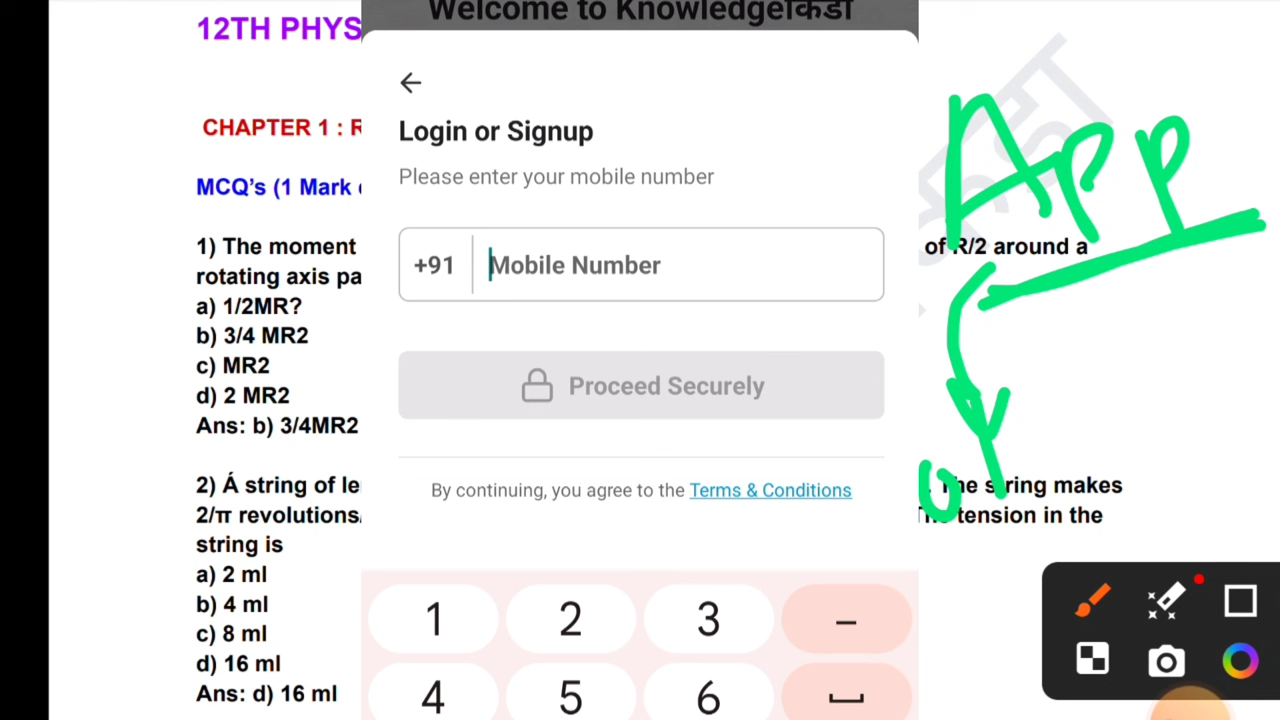 Welcome to Knowledgeकिडा
12TH PHYS
CHAPTER 1 : R
MCQ's (1 Mark
1) The moment
of R/2 around a
rotating axis pa
a) 1/2MR?
b) 3/4 MR2
c) MR2
d) 2 MR2
Ans: b) 3/4MR2
2) Á string of le
The string makes
2/π revolutions
The tension in the
string is
a) 2 ml
b) 4 ml
c) 8 ml
d) 16 ml
Ans: d) 16 ml
Login or Signup
Please enter your mobile number
+91 Mobile Number
Proceed Securely
By continuing, you agree to the Terms & Conditions
1 2 3 –
4 5 6
App